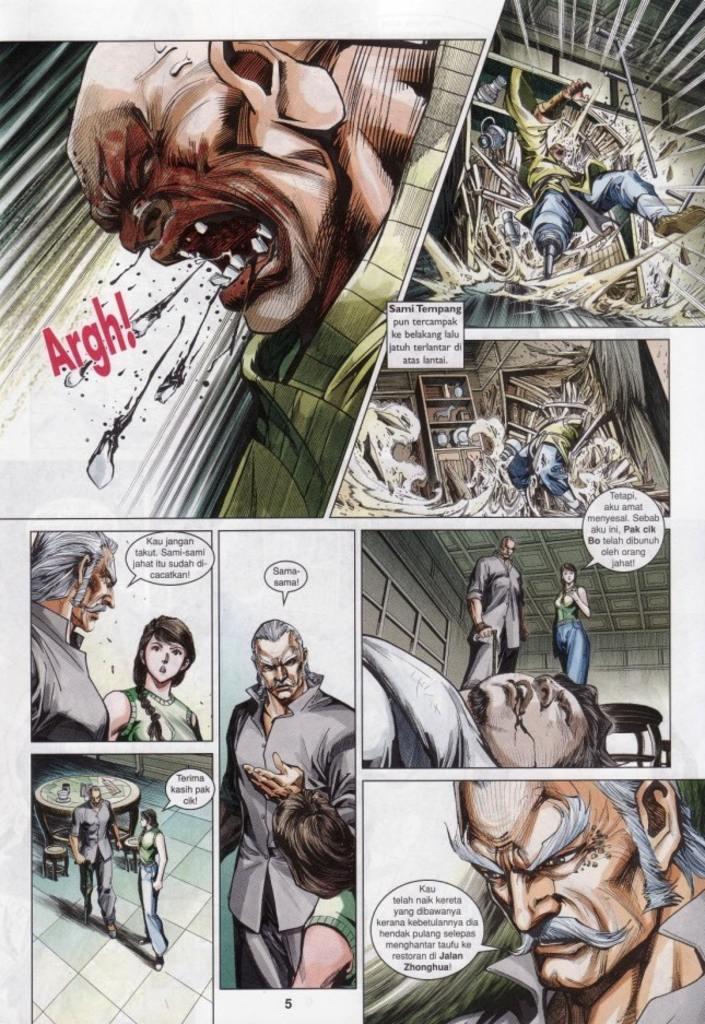 Argh!
Sami Tempang
pun tercampak
ke belakang lalu
jatuh terlantar di
atas lantai.
Kau jangan
takut. Sami-sami
jahat itu sudah di-
cacatkan!
Terima
kasih pak
cik!
Sama-
sama!
Tetapi,
aku amat
menyesal. Sebab
aku ini, Pak cik
Bo telah dibunuh
oleh orang
jahat!
Kau
telah naik kereta
yang dibawanya
kerana kebetulannya dia
hendak pulang selepas
menghantar taufu ke
restoran di Jalan
Zhonghua!
5